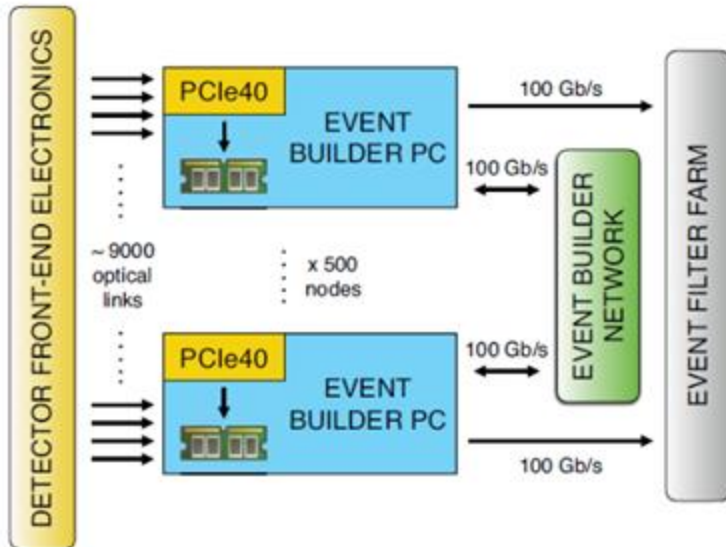 DETECTOR FRONT-END ELECTRONICS
PCIe40
EVENT
BUILDER PC
100 Gb/s
100 Gb/s
~ 9000
optical
links
x 500
nodes
EVENT BUILDER
NETWORK
EVENT FILTER FARM
PCIe40
EVENT
BUILDER PC
100 Gb/s
100 Gb/s